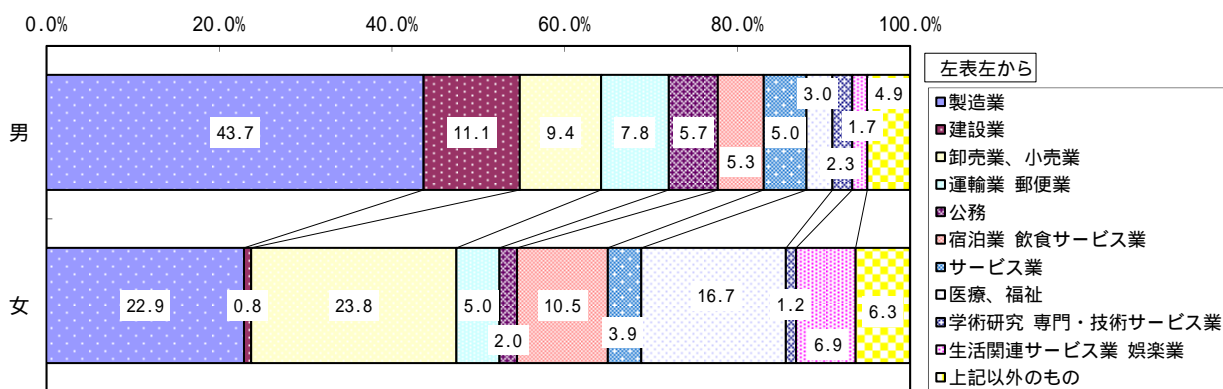 0.0% 20.0% 40.0% 60.0% 80.0% 100.0%
男
43.7 11.1 9.4 7.8 5.7 5.3 5.0 3.0 2.3 1.7 4.9
女
22.9 0.8 23.8 5.0 2.0 10.5 3.9 16.7 1.2 6.9 6.3
左表左から
製造業
建設業
卸売業、小売業
運輸業 郵便業
公務
宿泊業 飲食サービス業
サービス業
医療、福祉
学術研究 専門・技術サービス業
生活関連サービス業 娯楽業
上記以外のもの